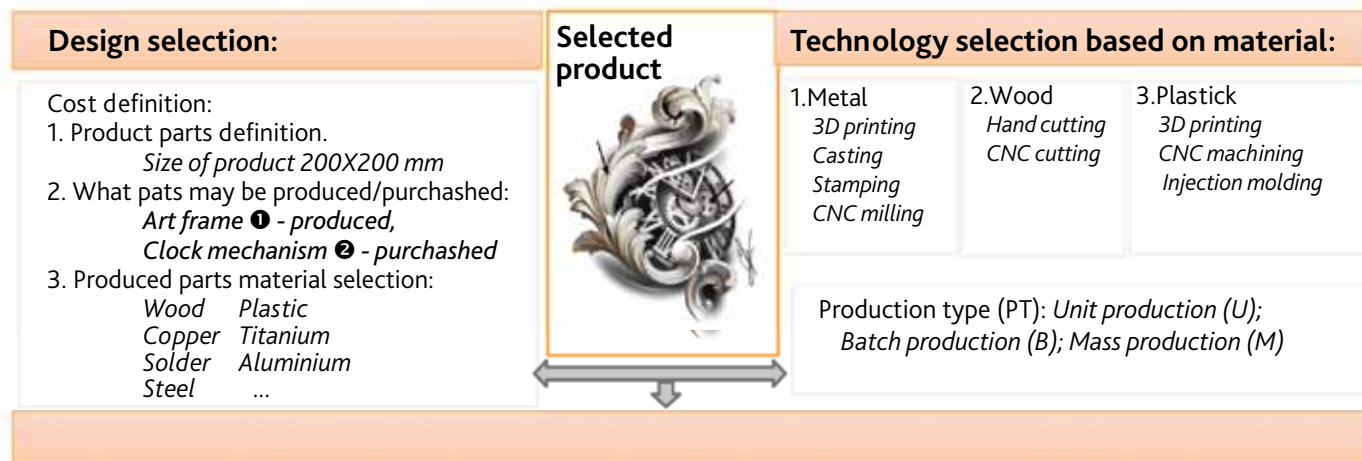 Design selection:
Cost definition:
1. Product parts definition.
Size of product 200X200 mm
2. What pats may be produced/purchashed:
Art frame ❶ - produced,
Clock mechanism ❷ - purchashed
3. Produced parts material selection:
Wood Plastic
Copper Titanium
Solder Aluminium
Steel ...
Selected
product
Technology selection based on material:
1.Metal
3D printing
Casting
Stamping
CNC milling
2.Wood
Hand cutting
CNC cutting
3.Plastick
3D printing
CNC machining
Injection molding
Production type (PT): Unit production (U);
Batch production (B); Mass production (M)